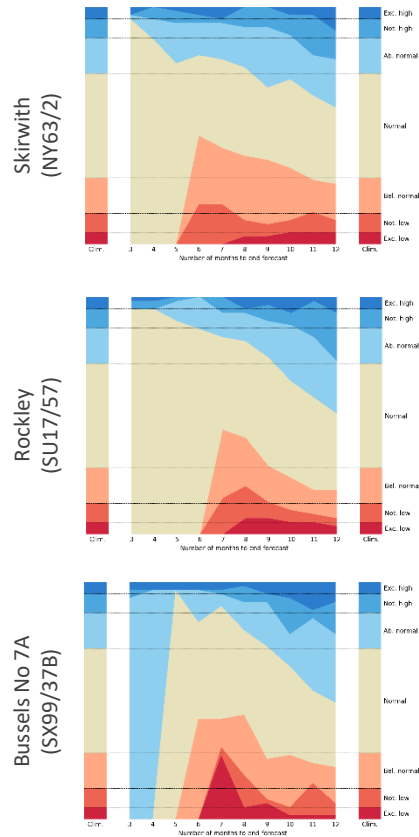 Skirwith
(NY63/2)
Exc. high
Not. high
Ab. normal
Normal
Bel. normal
Not. low
Exc. low
Clim. 3 4 5 6 7 8 9 10 11 12 Clim.
Number of months to end forecast
Rockley
(SU17/57)
Exc. high
Not. high
Ab. normal
Normal
Bel. normal
Not. low
Exc. low
Clim. 3 4 5 6 7 8 9 10 11 12 Clim.
Number of months to end forecast
Bussels No 7A
(SX99/37B)
Exc. high
Not. high
Ab. normal
Normal
Bel. normal
Not. low
Exc. low
Clim. 3 4 5 6 7 8 9 10 11 12 Clim.
Number of months to end forecast